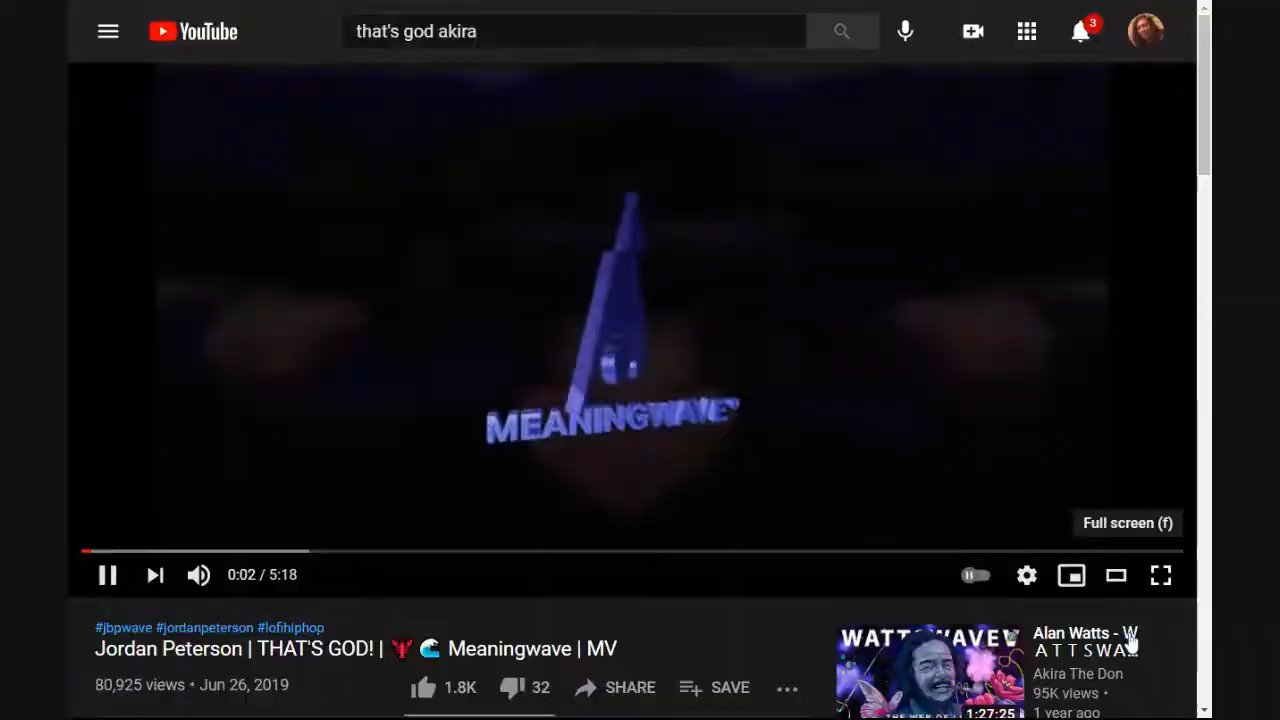 YouTube
that's god akira
3
MEANINGWAVE
Full screen (f)
0:02 / 5:18
#jbpwave #jordanpeterson #lofihiphop
Jordan Peterson | THAT'S GOD! | 🌊 Meaningwave | MV
80,925 views • Jun 26, 2019
1.8K
32
SHARE
SAVE
WATTSWAVE V
1:27:25
Alan Watts - W
A T T S W A...
Akira The Don
95K views •
1 year ago